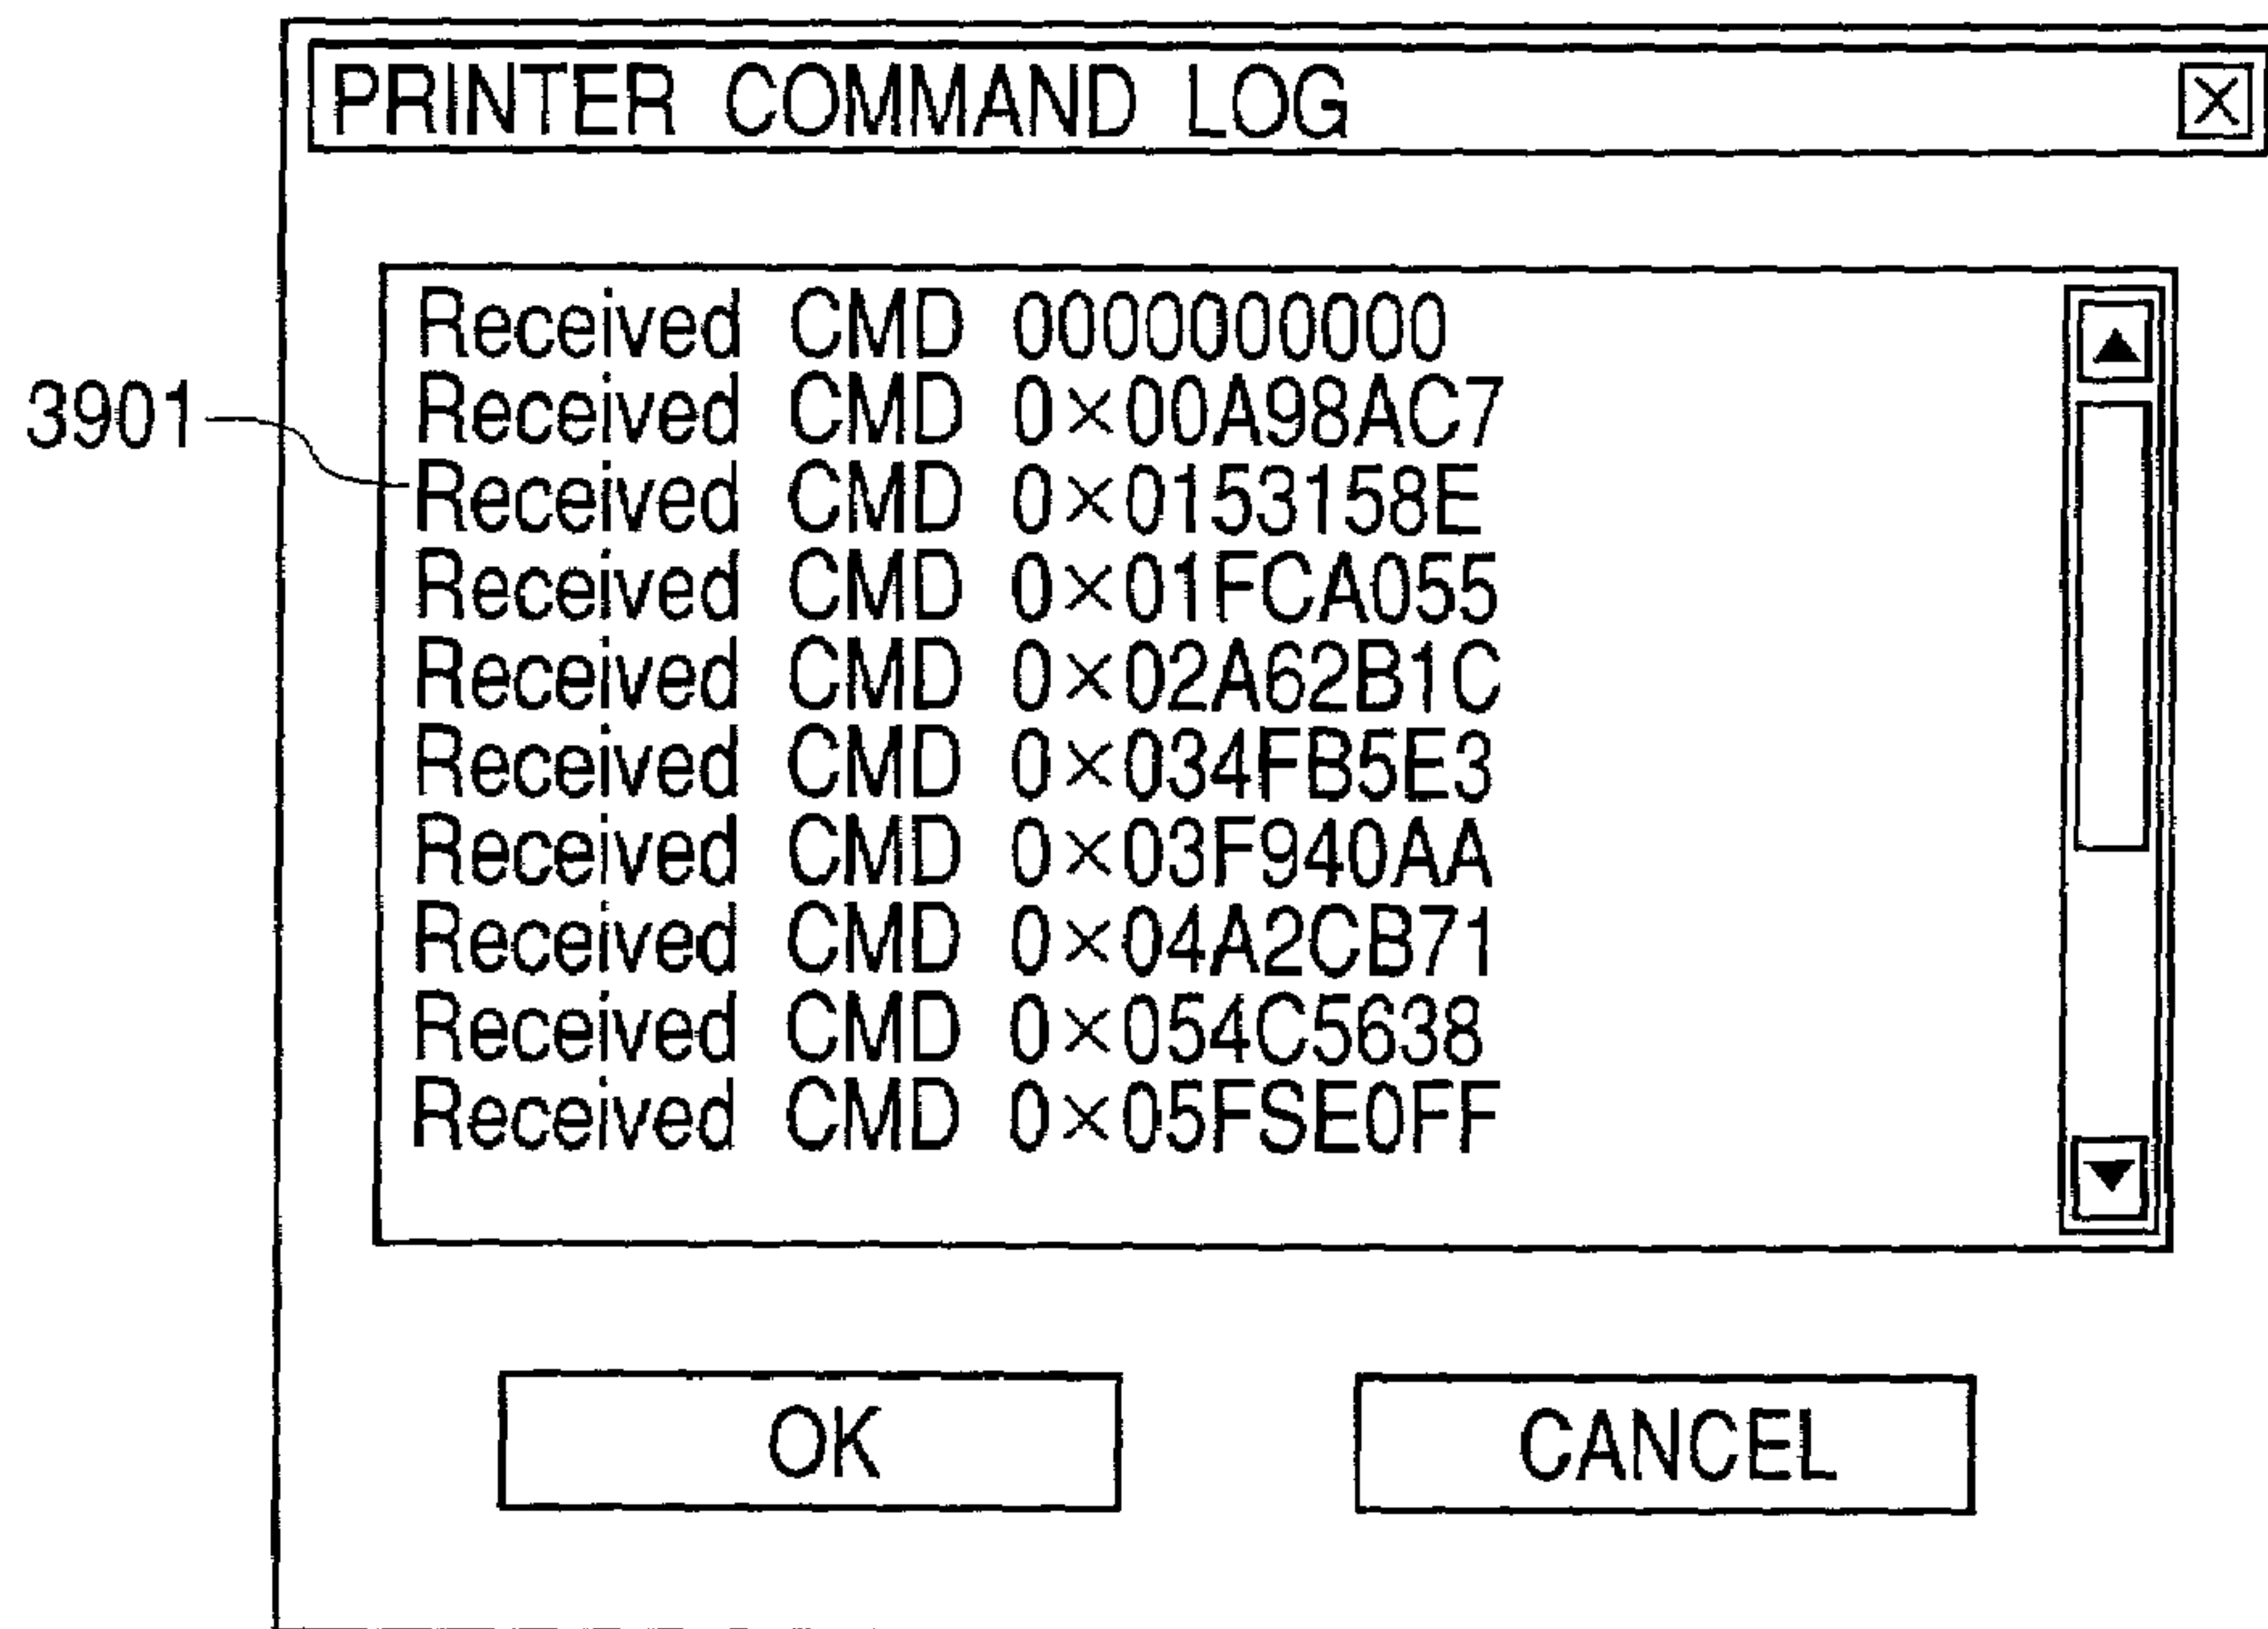 PRINTER COMMAND LOG X
Received CMD 0000000000
Received CMD 0×00A98AC7
3901
Received CMD 0×0153158E
Received CMD 0×01FCA055
Received CMD 0×02A62B1C
Received CMD 0×034FB5E3
Received CMD 0×03F940AA
Received CMD 0×04A2CB71
Received CMD 0×054C5638
Received CMD 0×05FSE0FF
OK CANCEL